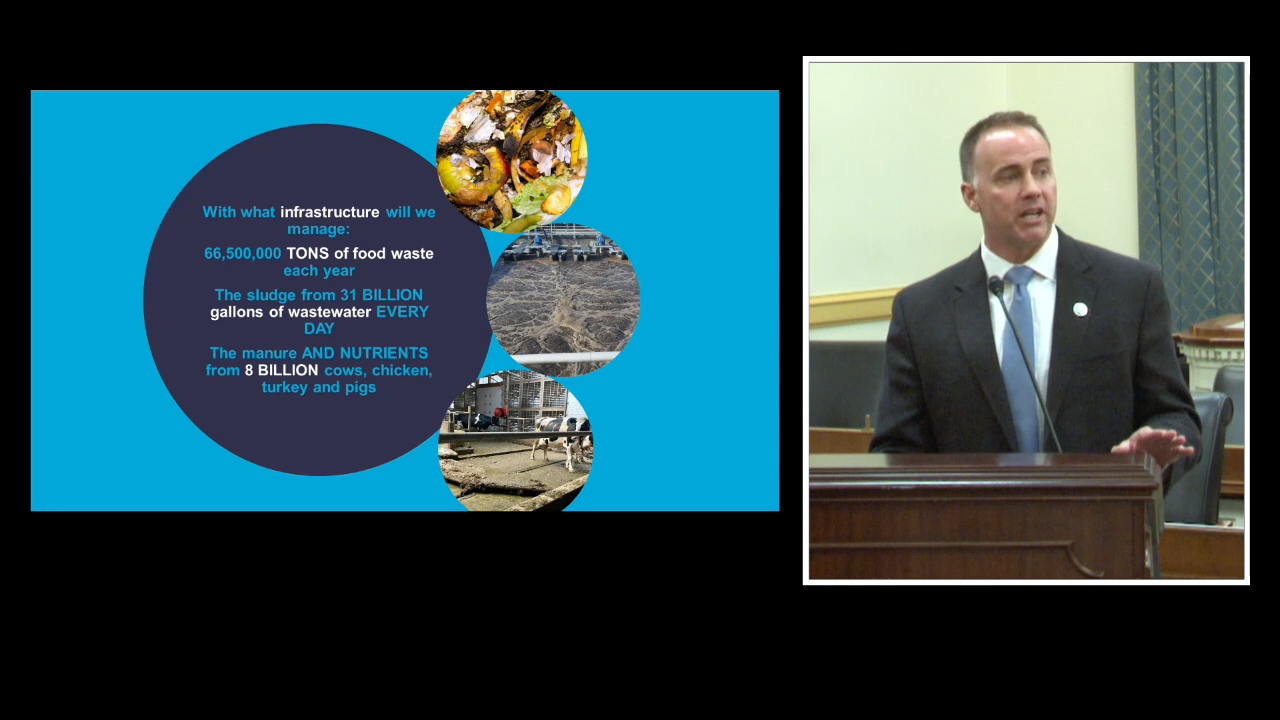 With what infrastructure will we
manage:
66,500,000 TONS of food waste
each year
The sludge from 31 BILLION
gallons of wastewater EVERY
DAY
The manure AND NUTRIENTS
from 8 BILLION cows, chicken,
turkey and pigs